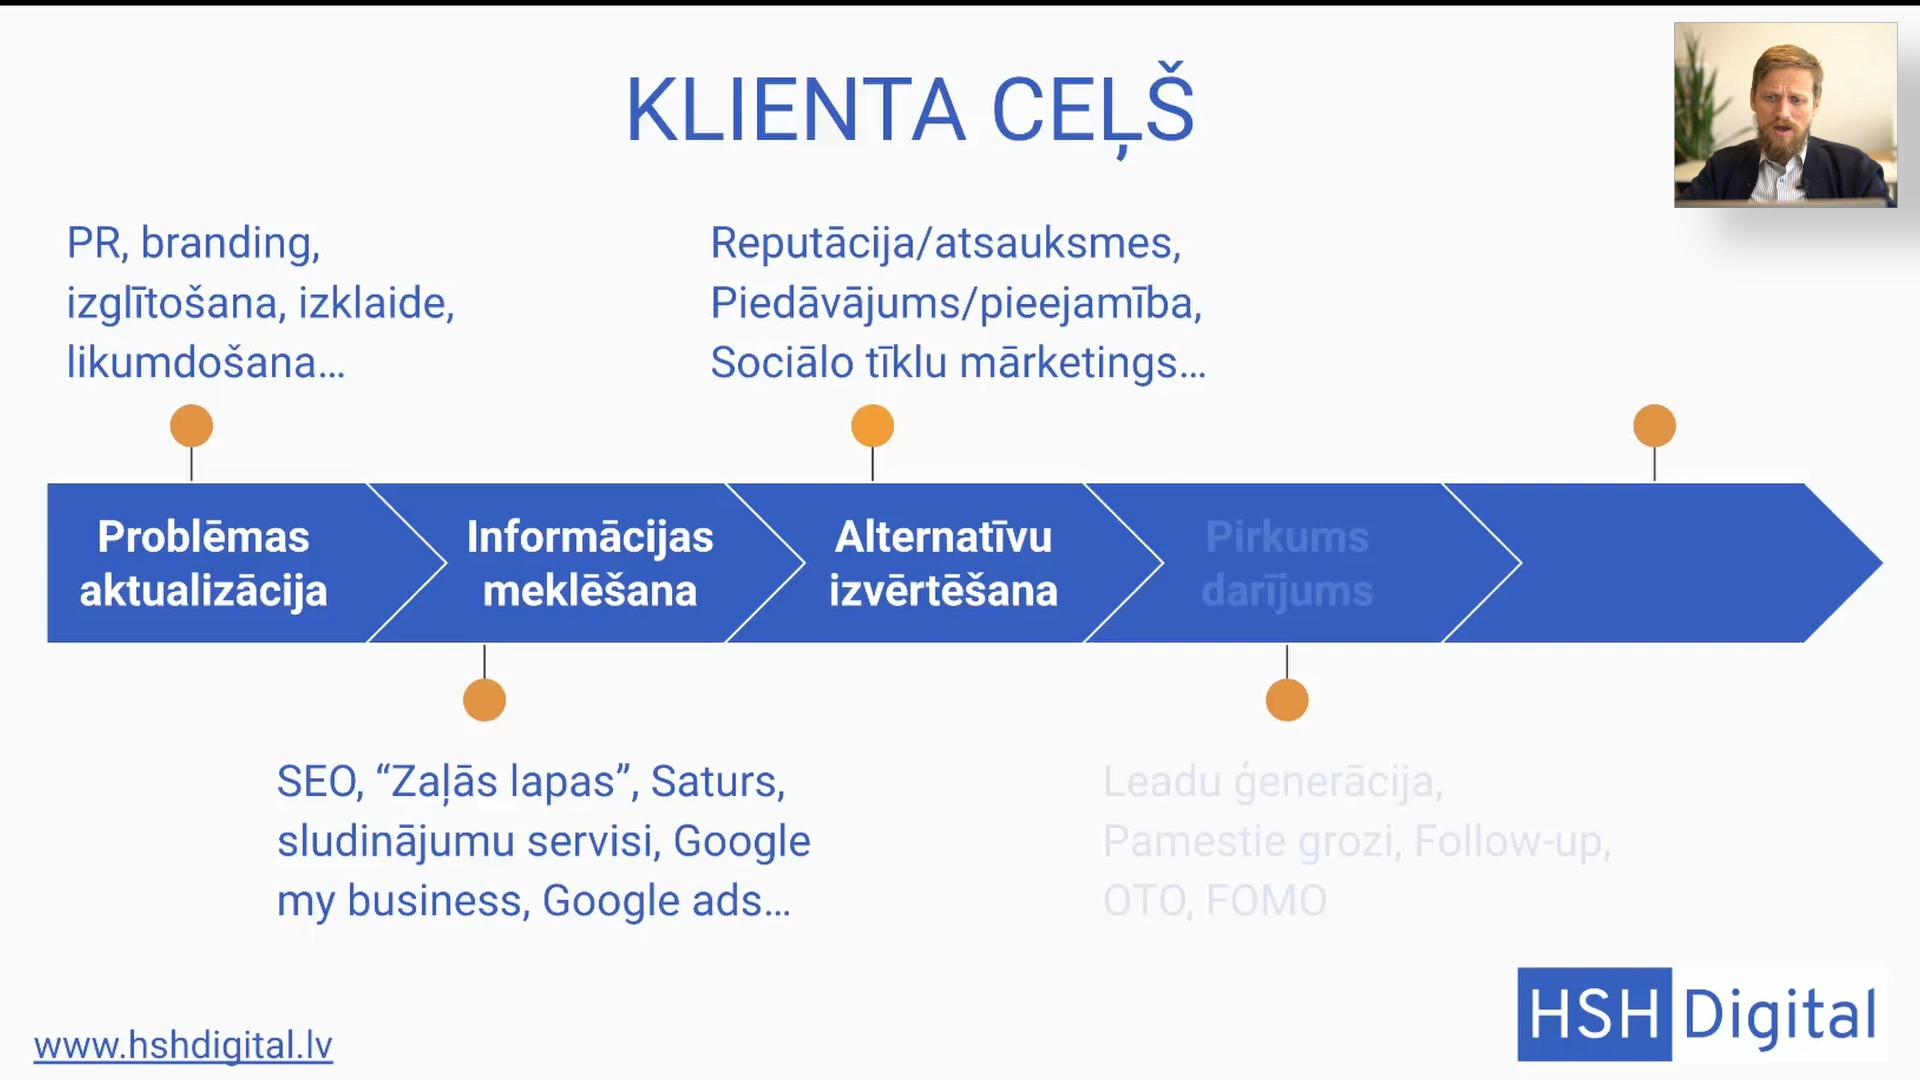 KLIENTA CEĻŠ
PR, branding,
izglītošana, izklaide,
likumdošana...
Reputācija/atsauksmes,
Piedāvājums/pieejamība,
Sociālo tīklu mārketings...
Problēmas
aktualizācija
Informācijas
meklēšana
Alternatīvu
izvērtēšana
Pirkums
darījums
SEO, “Zaļās lapas”, Saturs,
sludinājumu servisi, Google
my business, Google ads...
Leadu ģenerācija,
Pamestie grozi, Follow-up,
OTO, FOMO
www.hshdigital.lv
HSH Digital